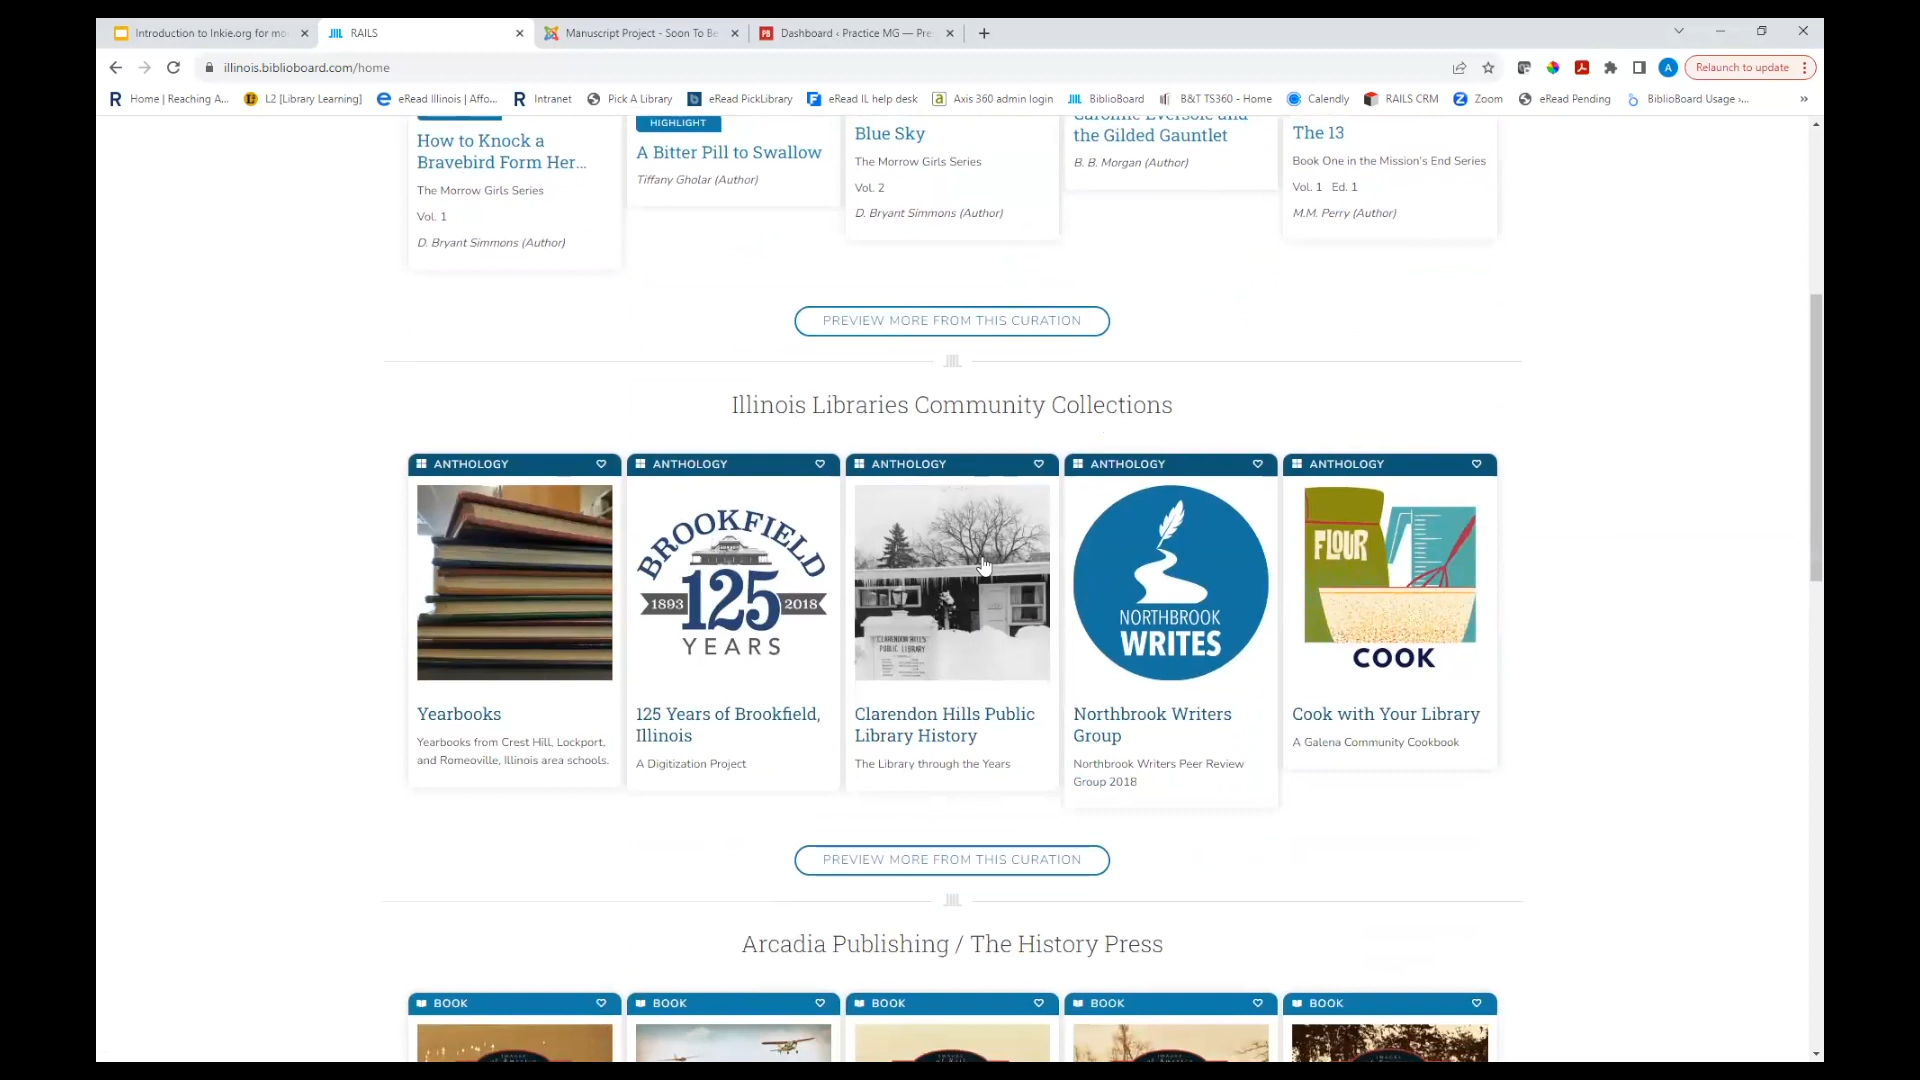 Introduction to Inkie.org for mo
RAILS
Manuscript Project - Soon To Be
Dashboard ‹ Practice MG — Pre
illinois.biblioboard.com/home
Relaunch to update
A
Home | Reaching A...
L2 [Library Learning]
eRead Illinois | Affo...
Intranet
Pick A Library
eRead PickLibrary
eRead IL help desk
Axis 360 admin login
BiblioBoard
B&T TS360 - Home
Calendly
RAILS CRM
Zoom
eRead Pending
BiblioBoard Usage ›...
»
How to Knock a
Bravebird Form Her...
The Morrow Girls Series
Vol. 1
D. Bryant Simmons (Author)
HIGHLIGHT
A Bitter Pill to Swallow
Tiffany Gholar (Author)
Blue Sky
The Morrow Girls Series
Vol. 2
D. Bryant Simmons (Author)
Caroline Eversole and
the Gilded Gauntlet
B. B. Morgan (Author)
The 13
Book One in the Mission's End Series
Vol. 1 Ed. 1
M.M. Perry (Author)
PREVIEW MORE FROM THIS CURATION
Illinois Libraries Community Collections
ANTHOLOGY
Yearbooks
Yearbooks from Crest Hill, Lockport,
and Romeoville, Illinois area schools.
ANTHOLOGY
BROOKFIELD
1893 125 2018
YEARS
125 Years of Brookfield,
Illinois
A Digitization Project
ANTHOLOGY
CLARENDON HILLS
PUBLIC LIBRARY
Clarendon Hills Public
Library History
The Library through the Years
ANTHOLOGY
NORTHBROOK
WRITES
Northbrook Writers
Group
Northbrook Writers Peer Review
Group 2018
ANTHOLOGY
FLOUR
COOK
Cook with Your Library
A Galena Community Cookbook
PREVIEW MORE FROM THIS CURATION
Arcadia Publishing / The History Press
BOOK
BOOK
BOOK
BOOK
BOOK